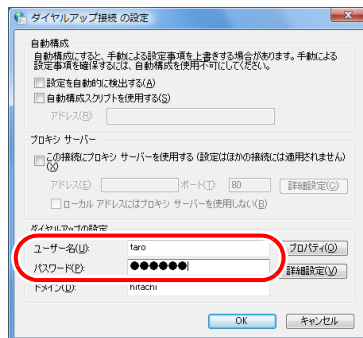 ダイヤルアップ接続 の設定
自動構成
自動構成にすると、手動による設定事項を上書きする場合があります。手動による
設定事項を確保するには、自動構成を使用不可にしてください。
設定を自動的に検出する(A)
自動構成スクリプトを使用する(S)
アドレス(R):
プロキシ サーバー
この接続にプロキシ サーバーを使用する (設定はほかの接続には適用されません)
(X)
アドレス(E): ポート(T): 80 詳細設定(C)
ローカル アドレスにはプロキシ サーバーを使用しない(B)
ダイヤルアップの設定
ユーザー名(U): taro プロパティ(O)
パスワード(P): ●●●●●● 詳細設定(V)
ドメイン(D): hitachi
OK キャンセル